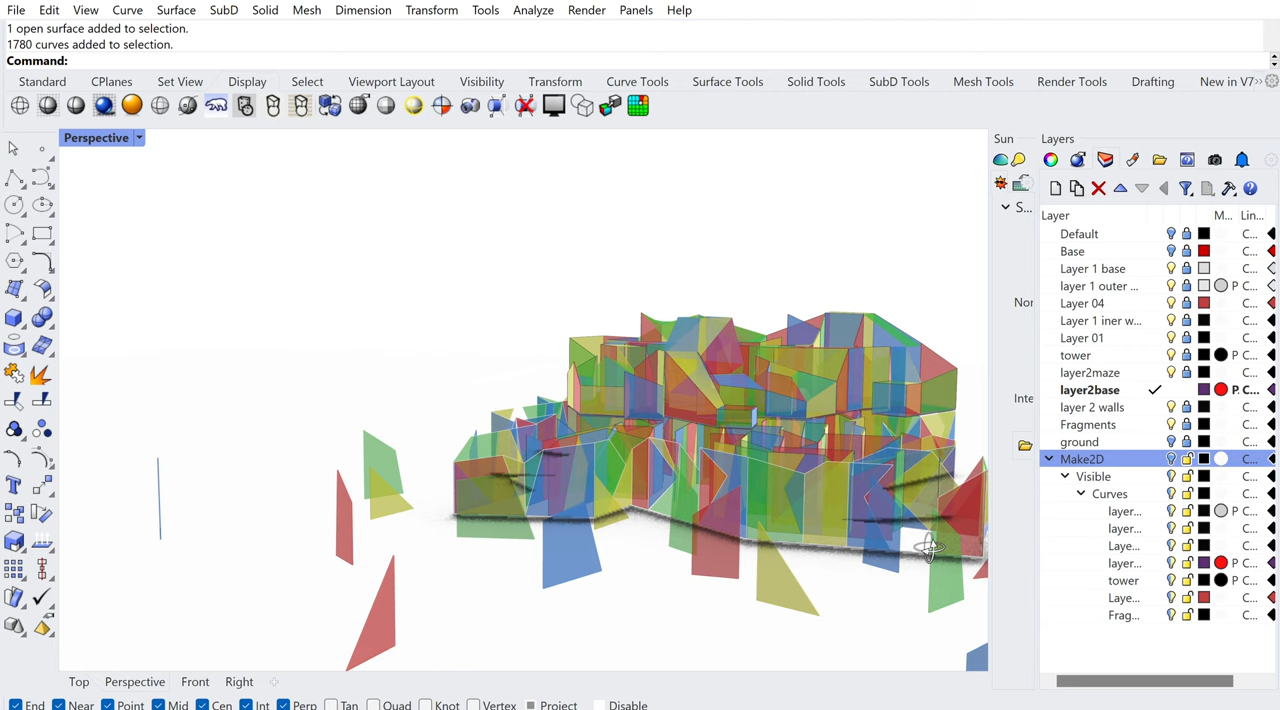 File Edit View Curve Surface SubD Solid Mesh Dimension Transform Tools Analyze Render Panels Help
1 open surface added to selection.
1780 curves added to selection.
Command:
Standard CPlanes Set View Display Select Viewport Layout Visibility Transform Curve Tools Surface Tools Solid Tools SubD Tools Mesh Tools Render Tools Drafting New in V7
Perspective
Sun
Layers
S...
Layer M... Lin...
Default C...
Base C...
Layer 1 base C...
layer 1 outer ... P C...
Layer 04 C...
Nor
Layer 1 iner w... C...
Layer 01 C...
tower P C...
layer2maze C...
layer2base P C...
Inte
layer 2 walls C...
Fragments C...
ground C...
Make2D C...
Visible C...
Curves C...
layer... P C...
layer... C...
Laye... C...
layer... P C...
tower P C...
Laye... C...
Frag... C...
Top Perspective Front Right
End Near Point Mid Cen Int Perp Tan Quad Knot Vertex Project Disable